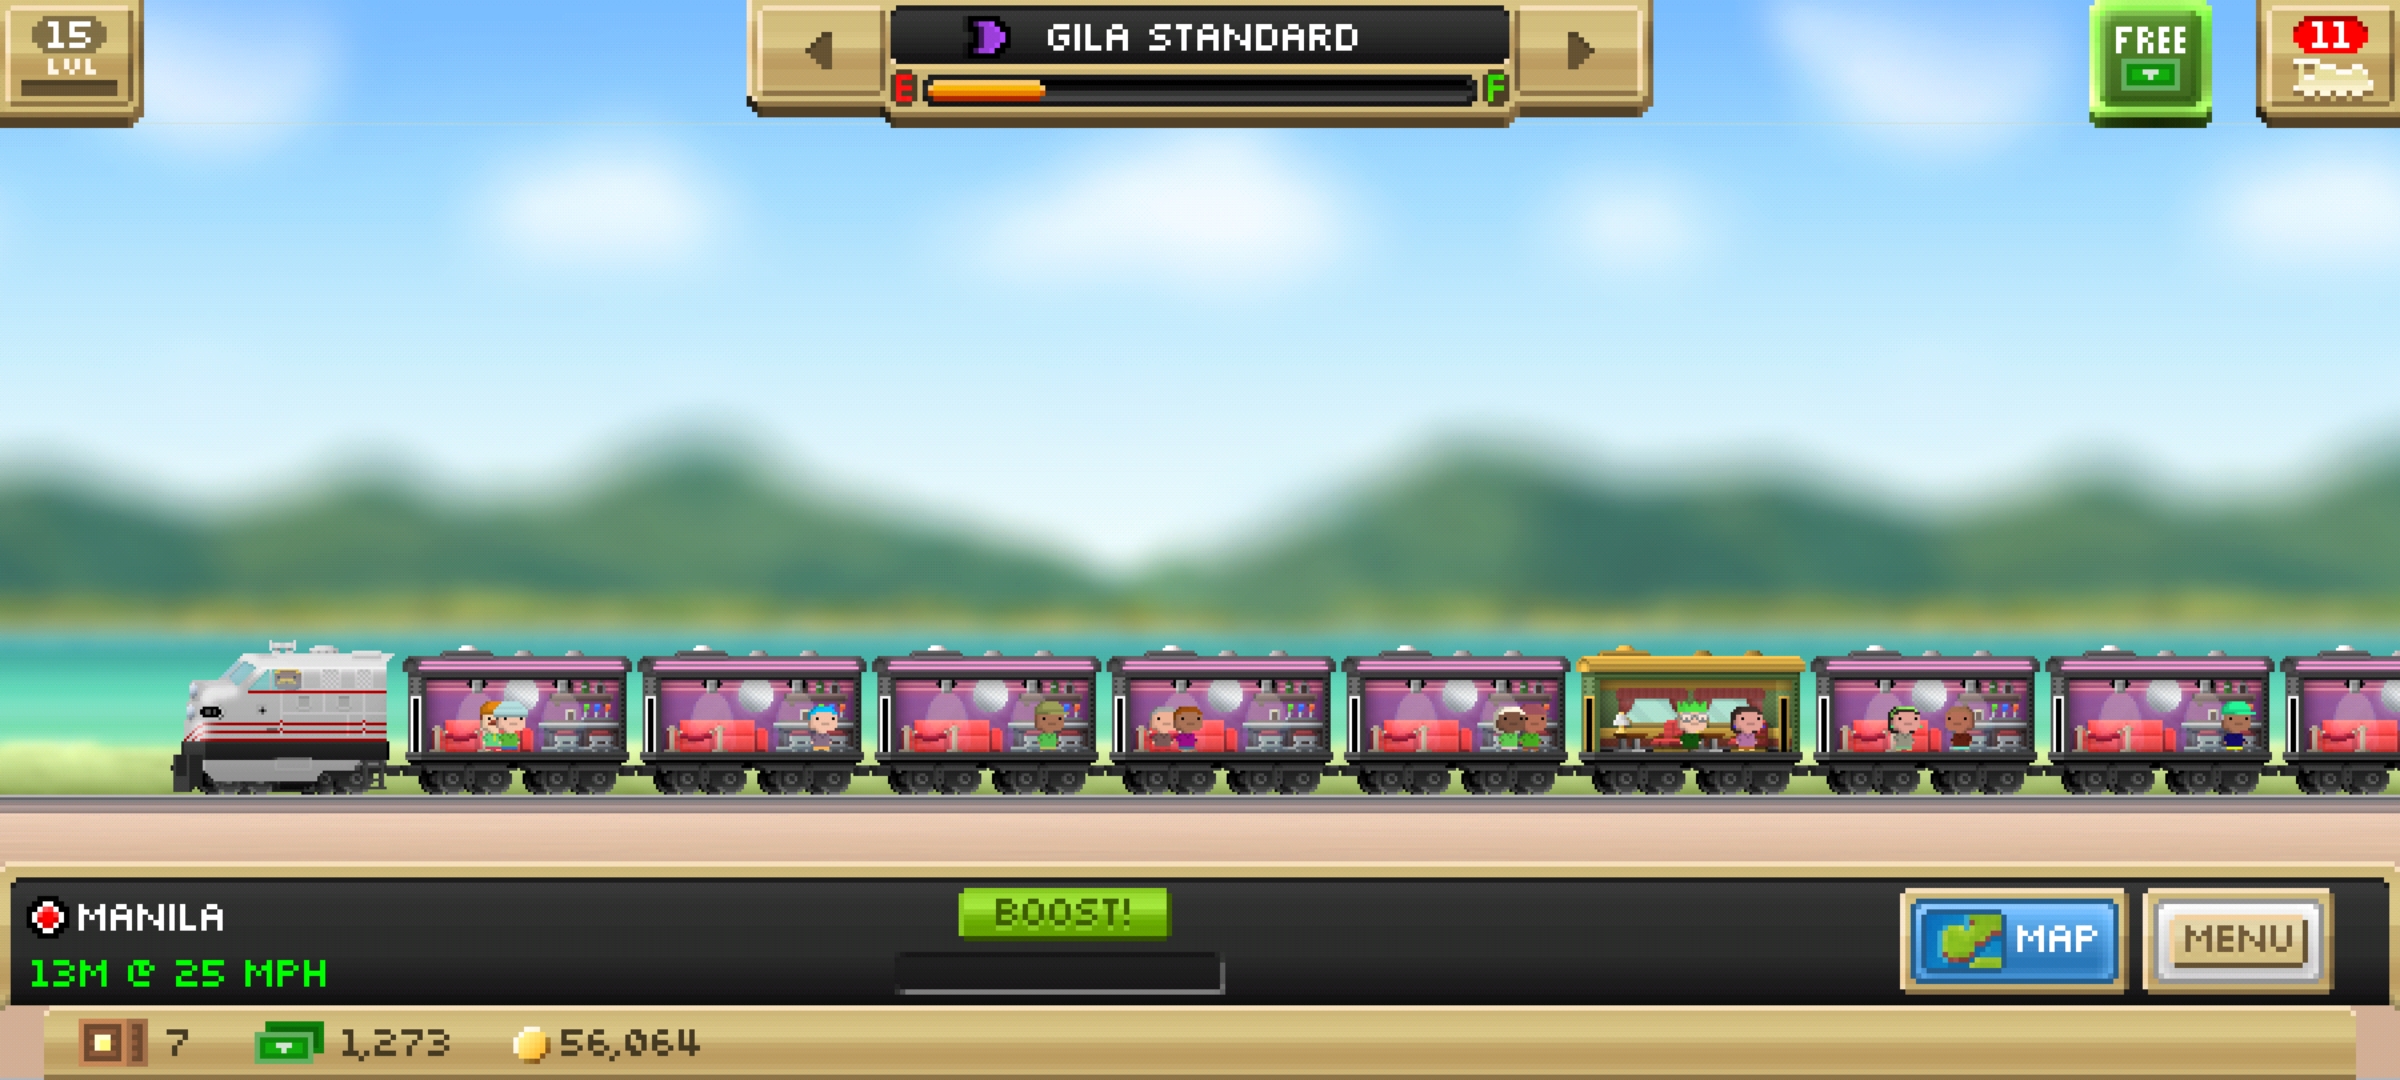 15
LVL
GILA STANDARD
E F
FREE
11
MANILA
13M @ 25 MPH
BOOST!
MAP
MENU
7
1,273
56,064